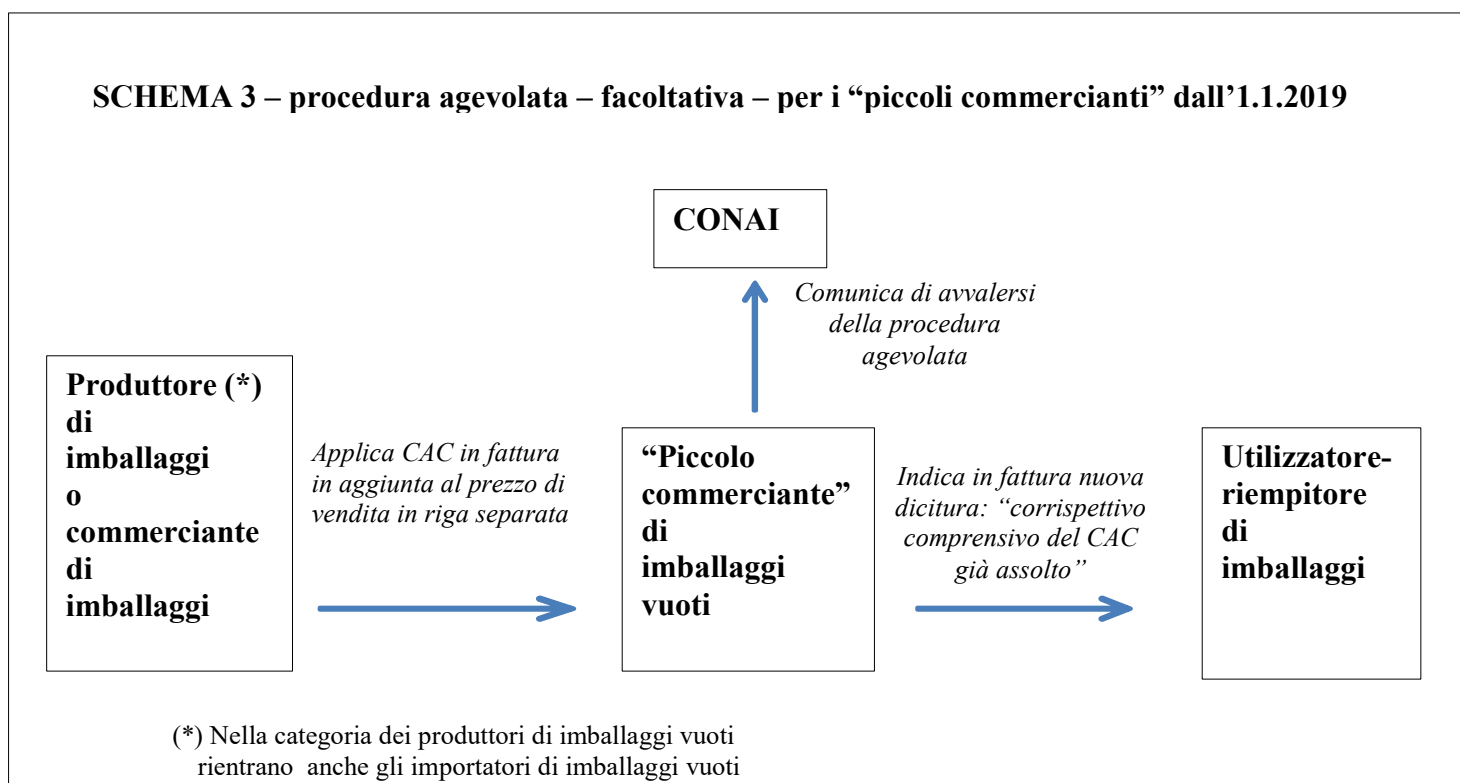 SCHEMA 3 – procedura agevolata – facoltativa – per i “piccoli commercianti” dall’1.1.2019
CONAI
Comunica di avvalersi
della procedura
agevolata
Produttore (*)
di
imballaggi
o
commerciante
di
imballaggi
Applica CAC in fattura
in aggiunta al prezzo di
vendita in riga separata
“Piccolo
commerciante”
di
imballaggi
vuoti
Indica in fattura nuova
dicitura: “corrispettivo
comprensivo del CAC
già assolto”
Utilizzatore-
riempitore
di
imballaggi
(*) Nella categoria dei produttori di imballaggi vuoti
rientrano anche gli importatori di imballaggi vuoti